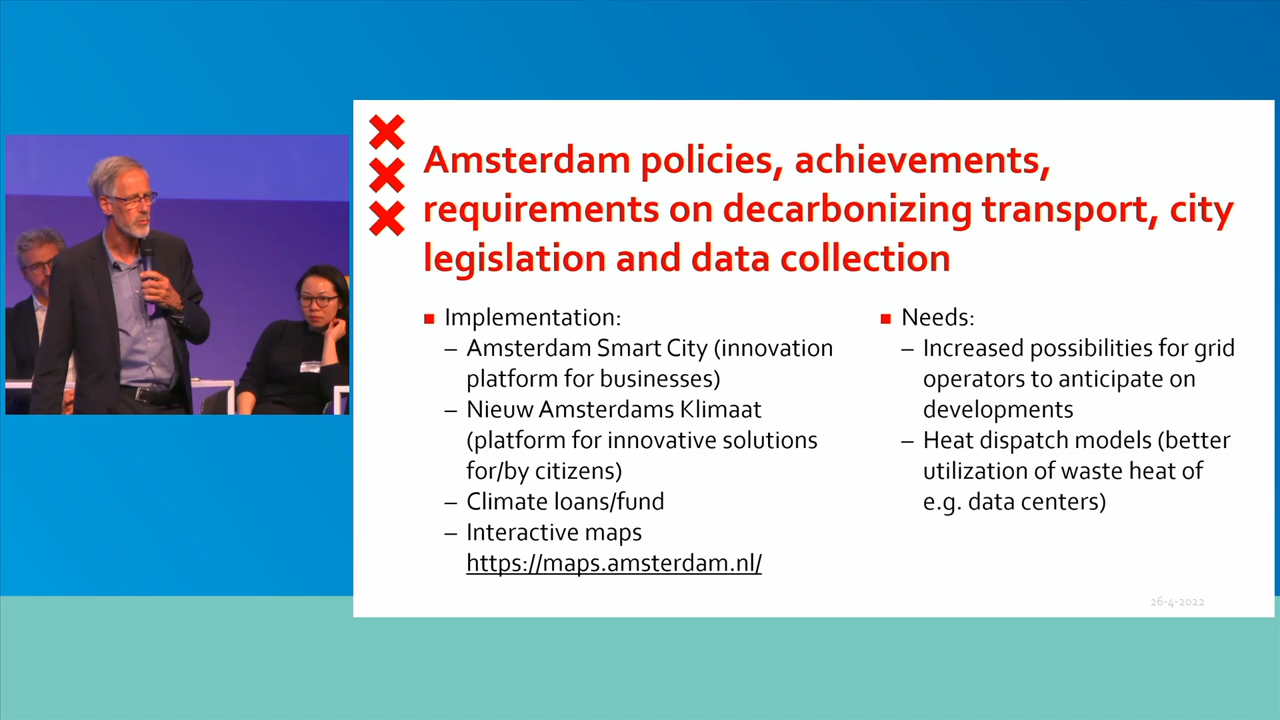 Amsterdam policies, achievements,
requirements on decarbonizing transport, city
legislation and data collection
Implementation:
– Amsterdam Smart City (innovation
platform for businesses)
– Nieuw Amsterdams Klimaat
(platform for innovative solutions
for/by citizens)
– Climate loans/fund
– Interactive maps
https://maps.amsterdam.nl/
Needs:
– Increased possibilities for grid
operators to anticipate on
developments
– Heat dispatch models (better
utilization of waste heat of
e.g. data centers)
26-4-2022